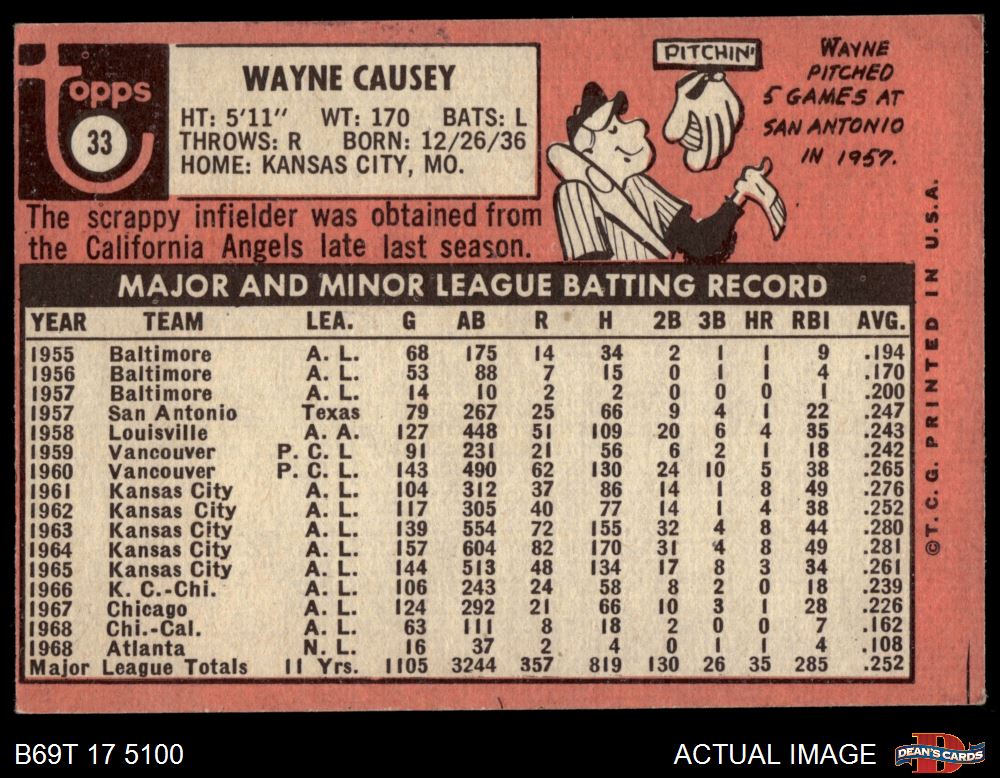 Topps
33
WAYNE CAUSEY
HT: 5'11" WT: 170 BATS: L
THROWS: R BORN: 12/26/36
HOME: KANSAS CITY, MO.
PITCHIN'
WAYNE
PITCHED
5 GAMES AT
SAN ANTONIO
IN 1957.
The scrappy infielder was obtained from
the California Angels late last season.
MAJOR AND MINOR LEAGUE BATTING RECORD
YEAR TEAM LEA. G AB R H 2B 3B HR RBI AVG.
1955 Baltimore A. L. 68 175 14 34 2 1 1 9 .194
1956 Baltimore A. L. 53 88 7 15 0 1 1 4 .170
1957 Baltimore A. L. 14 10 2 2 0 0 0 1 .200
1957 San Antonio Texas 79 267 25 66 9 4 1 22 .247
1958 Louisville A. A. 127 448 51 109 20 6 4 35 .243
1959 Vancouver P. C. L 91 231 21 56 6 2 1 18 .242
1960 Vancouver P. C. L. 143 490 62 130 24 10 5 38 .265
1961 Kansas City A. L. 104 312 37 86 14 1 8 49 .276
1962 Kansas City A. L. 117 305 40 77 14 1 4 38 .252
1963 Kansas City A. L. 139 554 72 155 32 4 8 44 .280
1964 Kansas City A. L. 157 604 82 170 31 4 8 49 .281
1965 Kansas City A. L. 144 513 48 134 17 8 3 34 .261
1966 K. C.-Chi. A. L. 106 243 24 58 8 2 0 18 .239
1967 Chicago A. L. 124 292 21 66 10 3 1 28 .226
1968 Chi.-Cal. A. L. 63 111 8 18 2 0 0 7 .162
1968 Atlanta N. L. 16 37 2 4 0 1 1 4 .108
Major League Totals 11 Yrs. 1105 3244 357 819 130 26 35 285 .252
©T. C. G. PRINTED IN U.S.A.
B69T 17 5100
ACTUAL IMAGE
DEAN'S CARDS